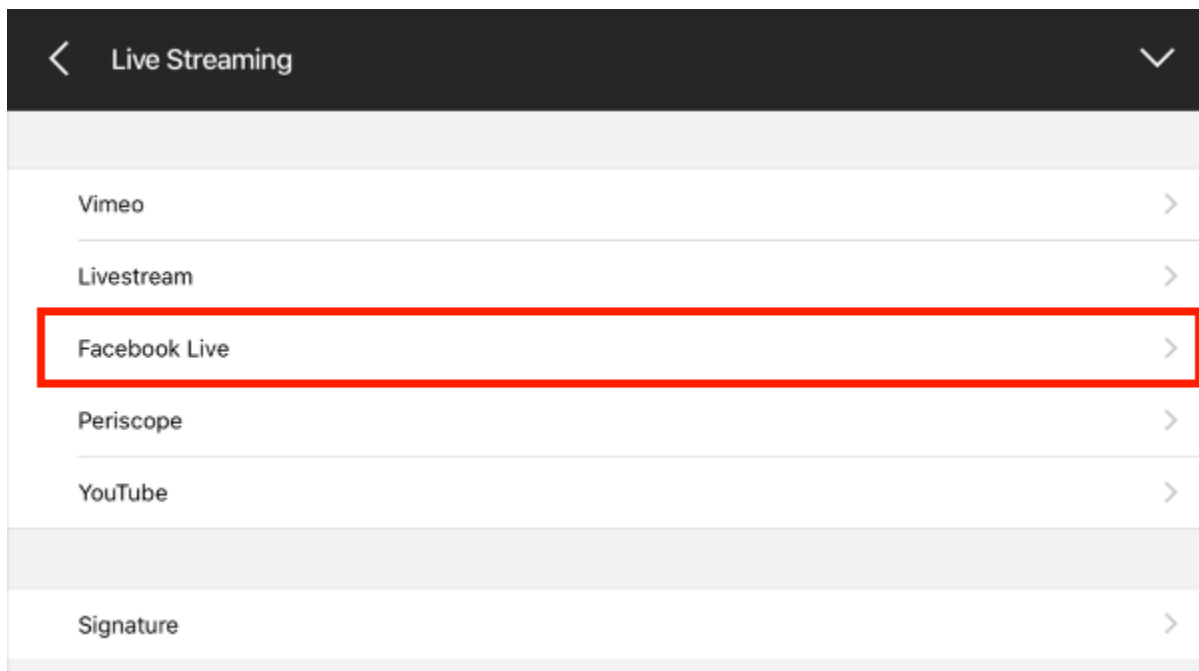 Live Streaming
Vimeo
Livestream
Facebook Live
Periscope
YouTube
Signature